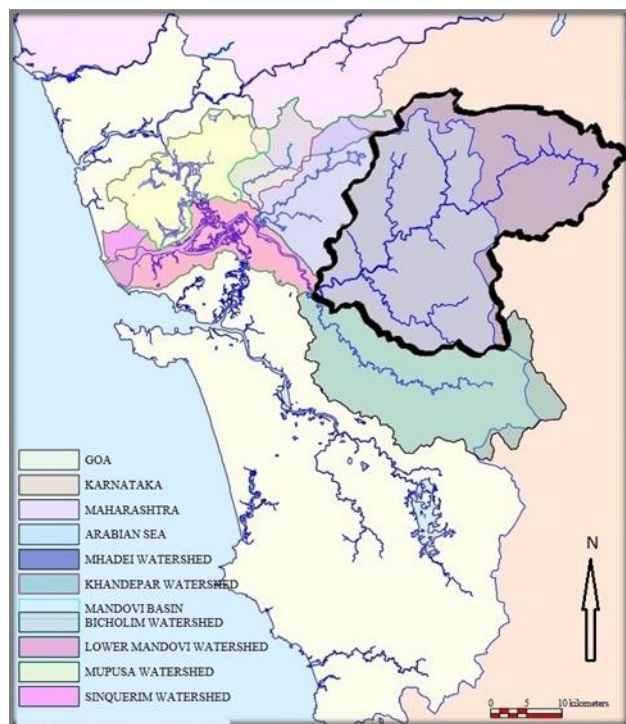 GOA
KARNATAKA
MAHARASHTRA
ARABIAN SEA
MHADEI WATERSHED
KHANDEPAR WATERSHED
MANDOVI BASIN
BICHOLIM WATERSHED
LOWER MANDOVI WATERSHED
MUPUSA WATERSHED
SINQUERIM WATERSHED
N
0 5 10 kilometers